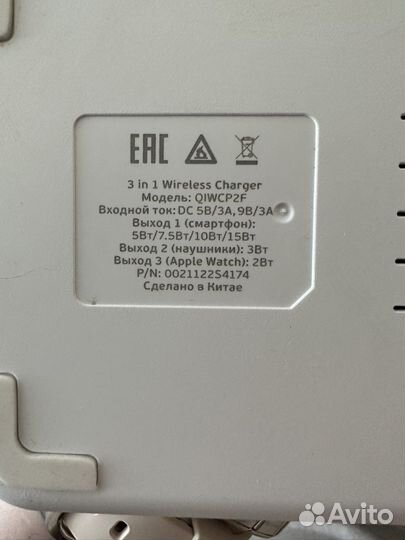 EAC
3 in 1 Wireless Charger
Модель: QIWCP2F
Входной ток: DC 5В/3А, 9В/3А
Выход 1 (смартфон):
5Вт/7.5Вт/10Вт/15Вт
Выход 2 (наушники): 3Вт
Выход 3 (Apple Watch): 2Вт
P/N: 0021122S4174
Сделано в Китае
Avito